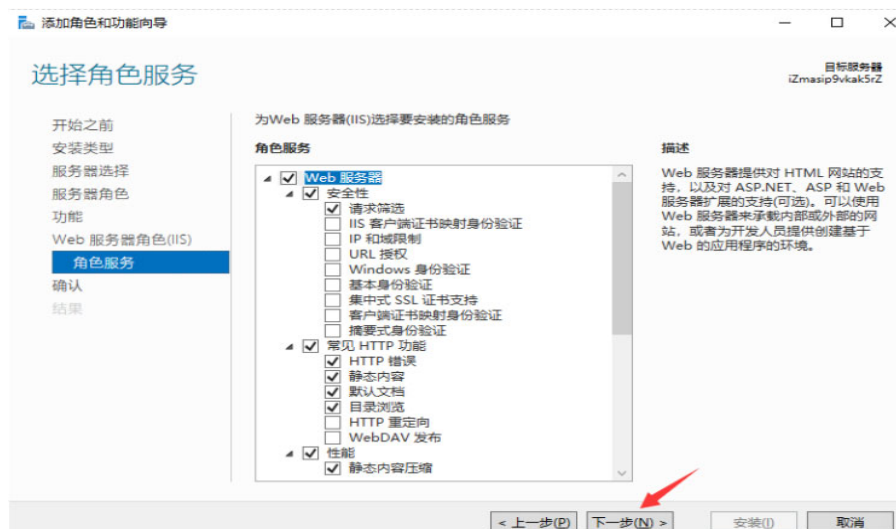 添加角色和功能向导
选择角色服务
目标服务器
iZmasip9vkak5rZ
开始之前
安装类型
服务器选择
服务器角色
功能
Web 服务器角色(IIS)
角色服务
确认
结果
为Web 服务器(IIS)选择要安装的角色服务
角色服务
Web 服务器
安全性
请求筛选
IIS 客户端证书映射身份验证
IP 和域限制
URL 授权
Windows 身份验证
基本身份验证
集中式 SSL 证书支持
客户端证书映射身份验证
摘要式身份验证
常见 HTTP 功能
HTTP 错误
静态内容
默认文档
目录浏览
HTTP 重定向
WebDAV 发布
性能
静态内容压缩
描述
Web 服务器提供对 HTML 网站的支
持，以及对 ASP.NET、ASP 和 Web
服务器扩展的支持(可选)。可以使用
Web 服务器来承载内部或外部的网
站，或者为开发人员提供创建基于
Web 的应用程序的环境。
< 上一步(P)
下一步(N) >
安装(I)
取消